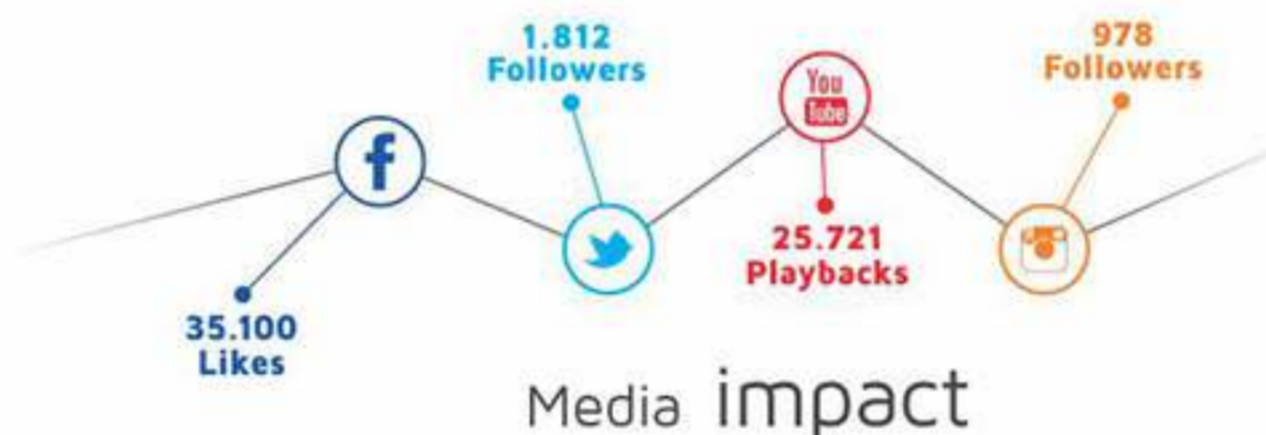 1.812
Followers
978
Followers
You
Tube
f
25.721
Playbacks
35.100
Likes
Media impact